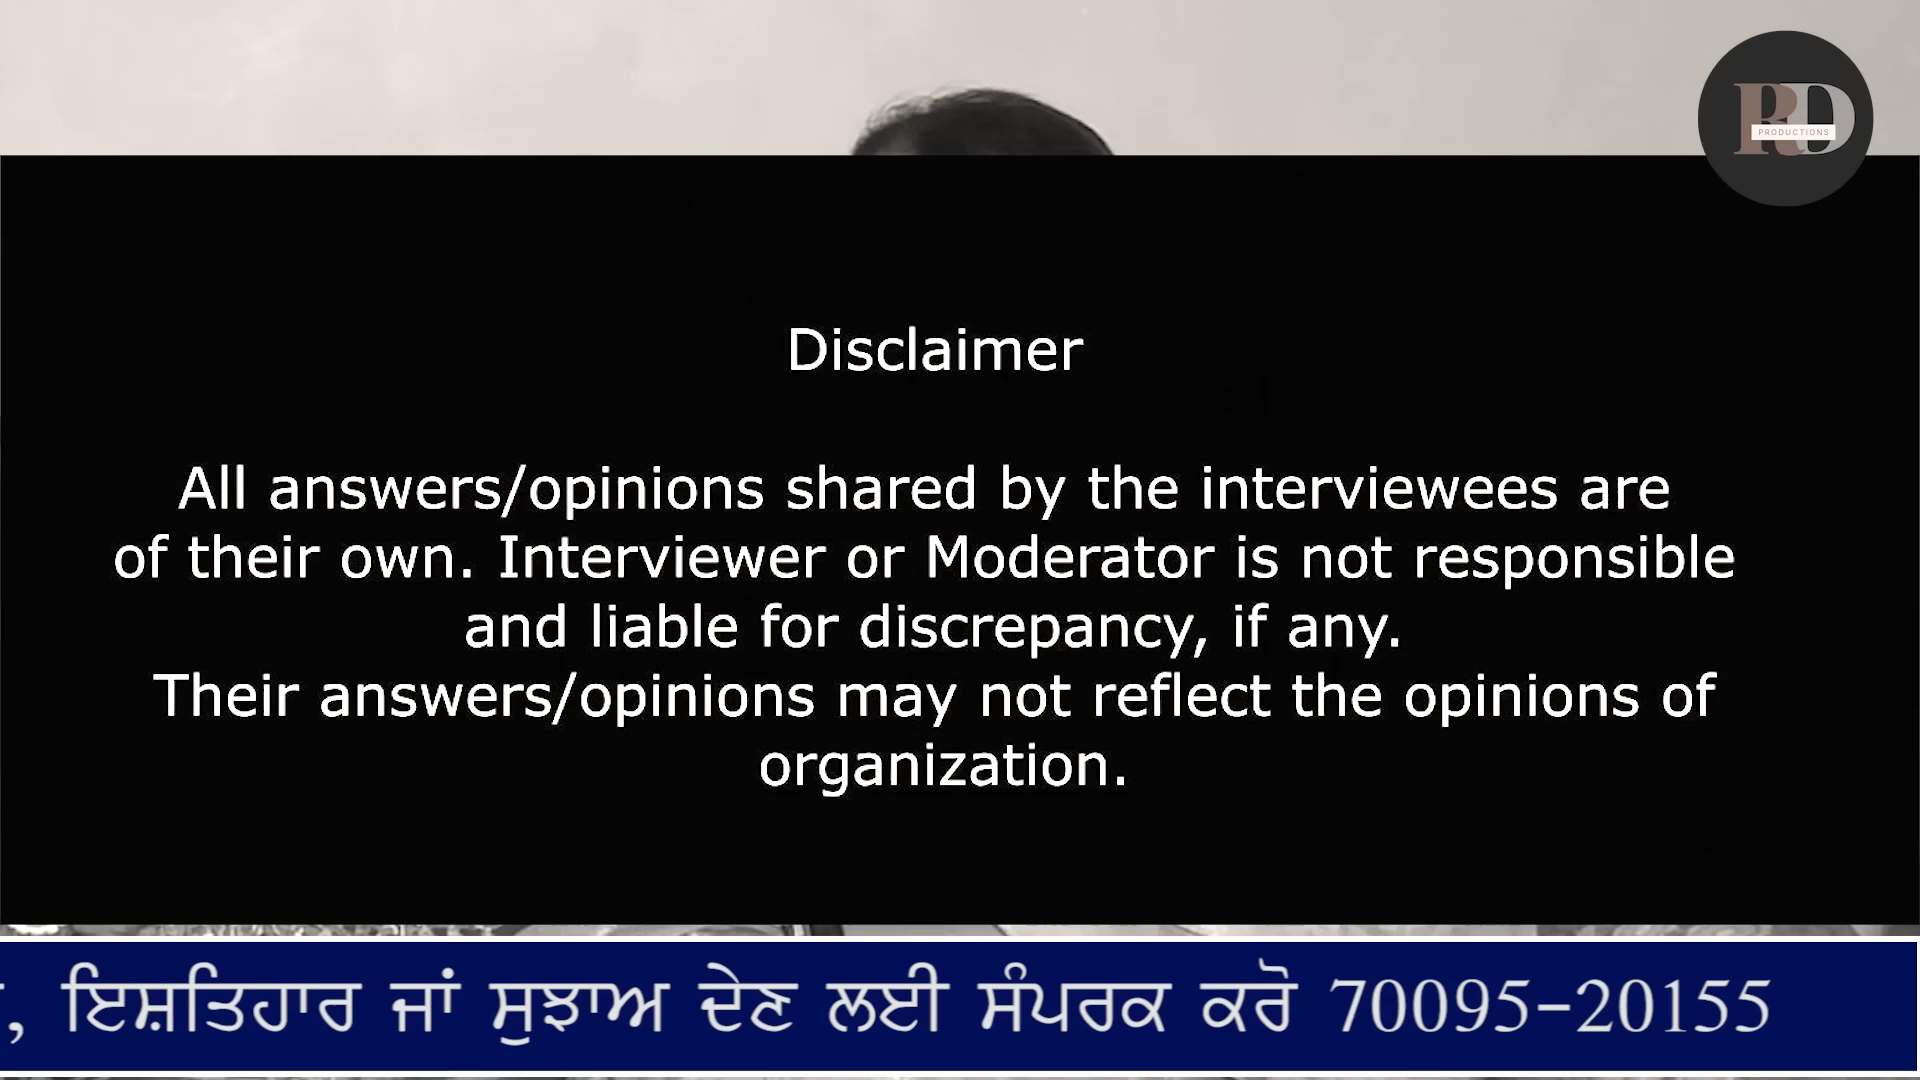 RD
PRODUCTIONS
Disclaimer
All answers/opinions shared by the interviewees are
of their own. Interviewer or Moderator is not responsible
and liable for discrepancy, if any.
Their answers/opinions may not reflect the opinions of
organization.
, ਇਸ਼ਤਿਹਾਰ ਜਾਂ ਸੁਝਾਅ ਦੇਣ ਲਈ ਸੰਪਰਕ ਕਰੋ 70095-20155